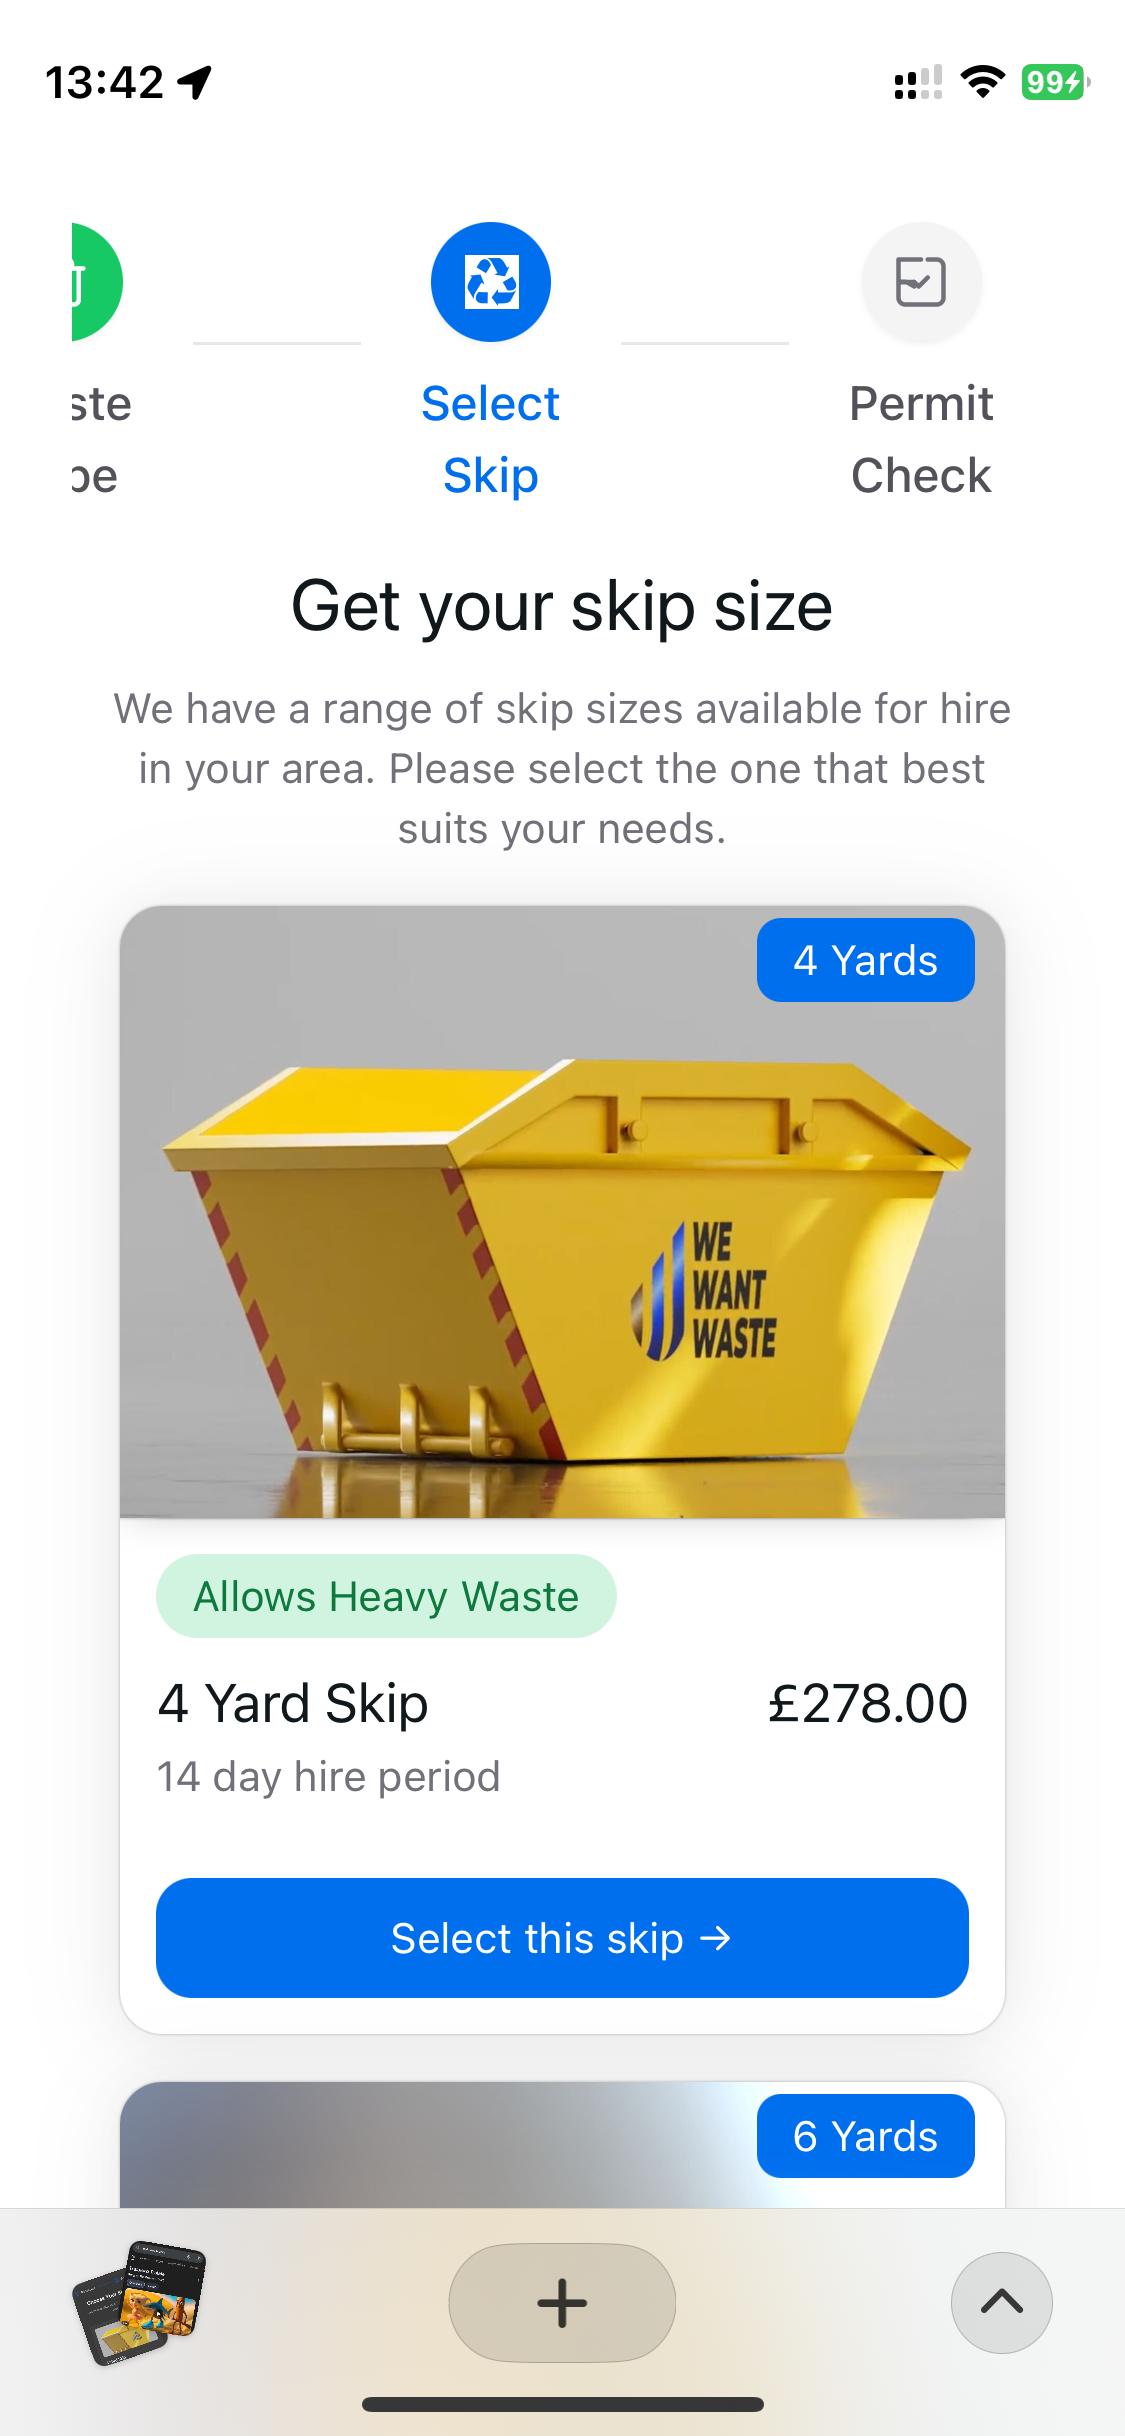 13:42
99
ste
pe
Select
Skip
Permit
Check
Get your skip size
We have a range of skip sizes available for hire
in your area. Please select the one that best
suits your needs.
4 Yards
WE
WANT
WASTE
Allows Heavy Waste
4 Yard Skip £278.00
14 day hire period
Select this skip →
6 Yards